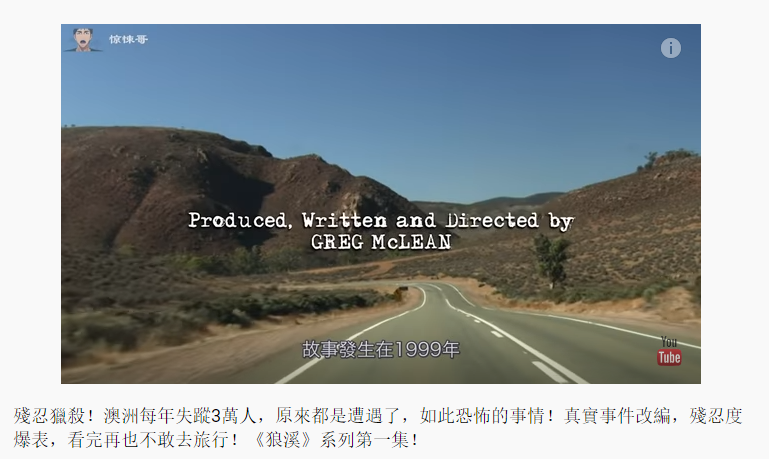 惊悚哥
i
Produced, Written and Directed by
GREG McLEAN
故事發生在1999年
You
Tube
殘忍獵殺！澳洲每年失蹤3萬人，原來都是遭遇了，如此恐怖的事情！真實事件改編，殘忍度
爆表，看完再也不敢去旅行！《狼溪》系列第一集！